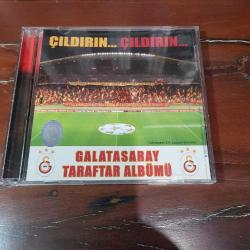 ÇILDIRIN... ÇILDIRIN...
GALATASARAY
TARAFTAR ALBÜMÜ